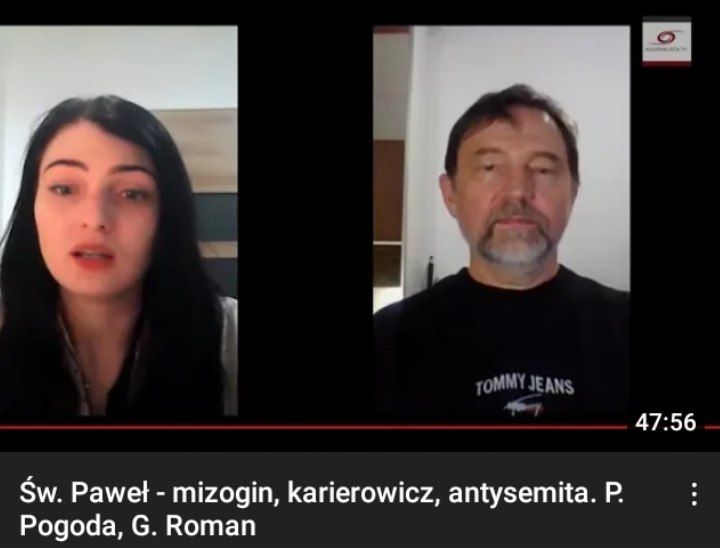 TOMMY JEANS
47:56
Św. Paweł - mizogin, karierowicz, antysemita. P.
Pogoda, G. Roman